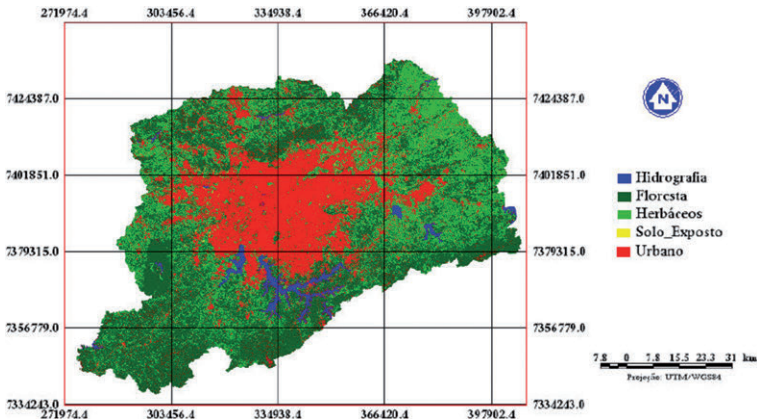 271974.4 303456.4 334938.4 366420.4 397902.4
7424387.0 7424387.0
N
7401851.0 7401851.0
Hidrografia
Floresta
Herbáceos
Solo_Exposto
Urbano
7379315.0 7379315.0
7356779.0 7356779.0
7.8 0 7.8 15.5 23.3 31 km
Projeção: UTM/WGS84
7334243.0 7334243.0
271974.4 303456.4 334938.4 366420.4 397902.4